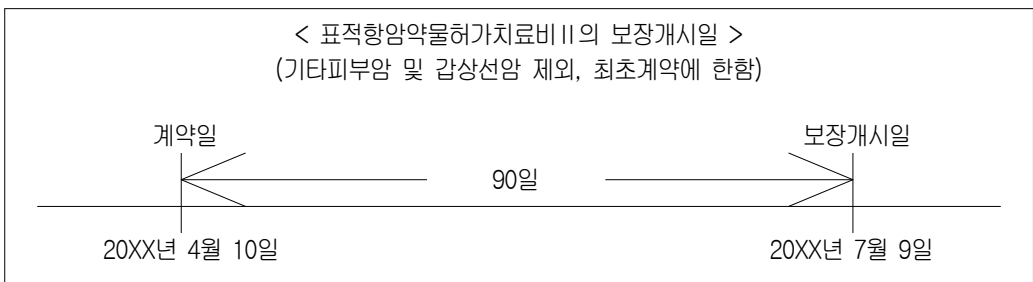 < 표적항암약물허가치료비Ⅱ의 보장개시일 >
(기타피부암 및 갑상선암 제외, 최초계약에 한함)
계약일 보장개시일
90일
20XX년 4월 10일 20XX년 7월 9일